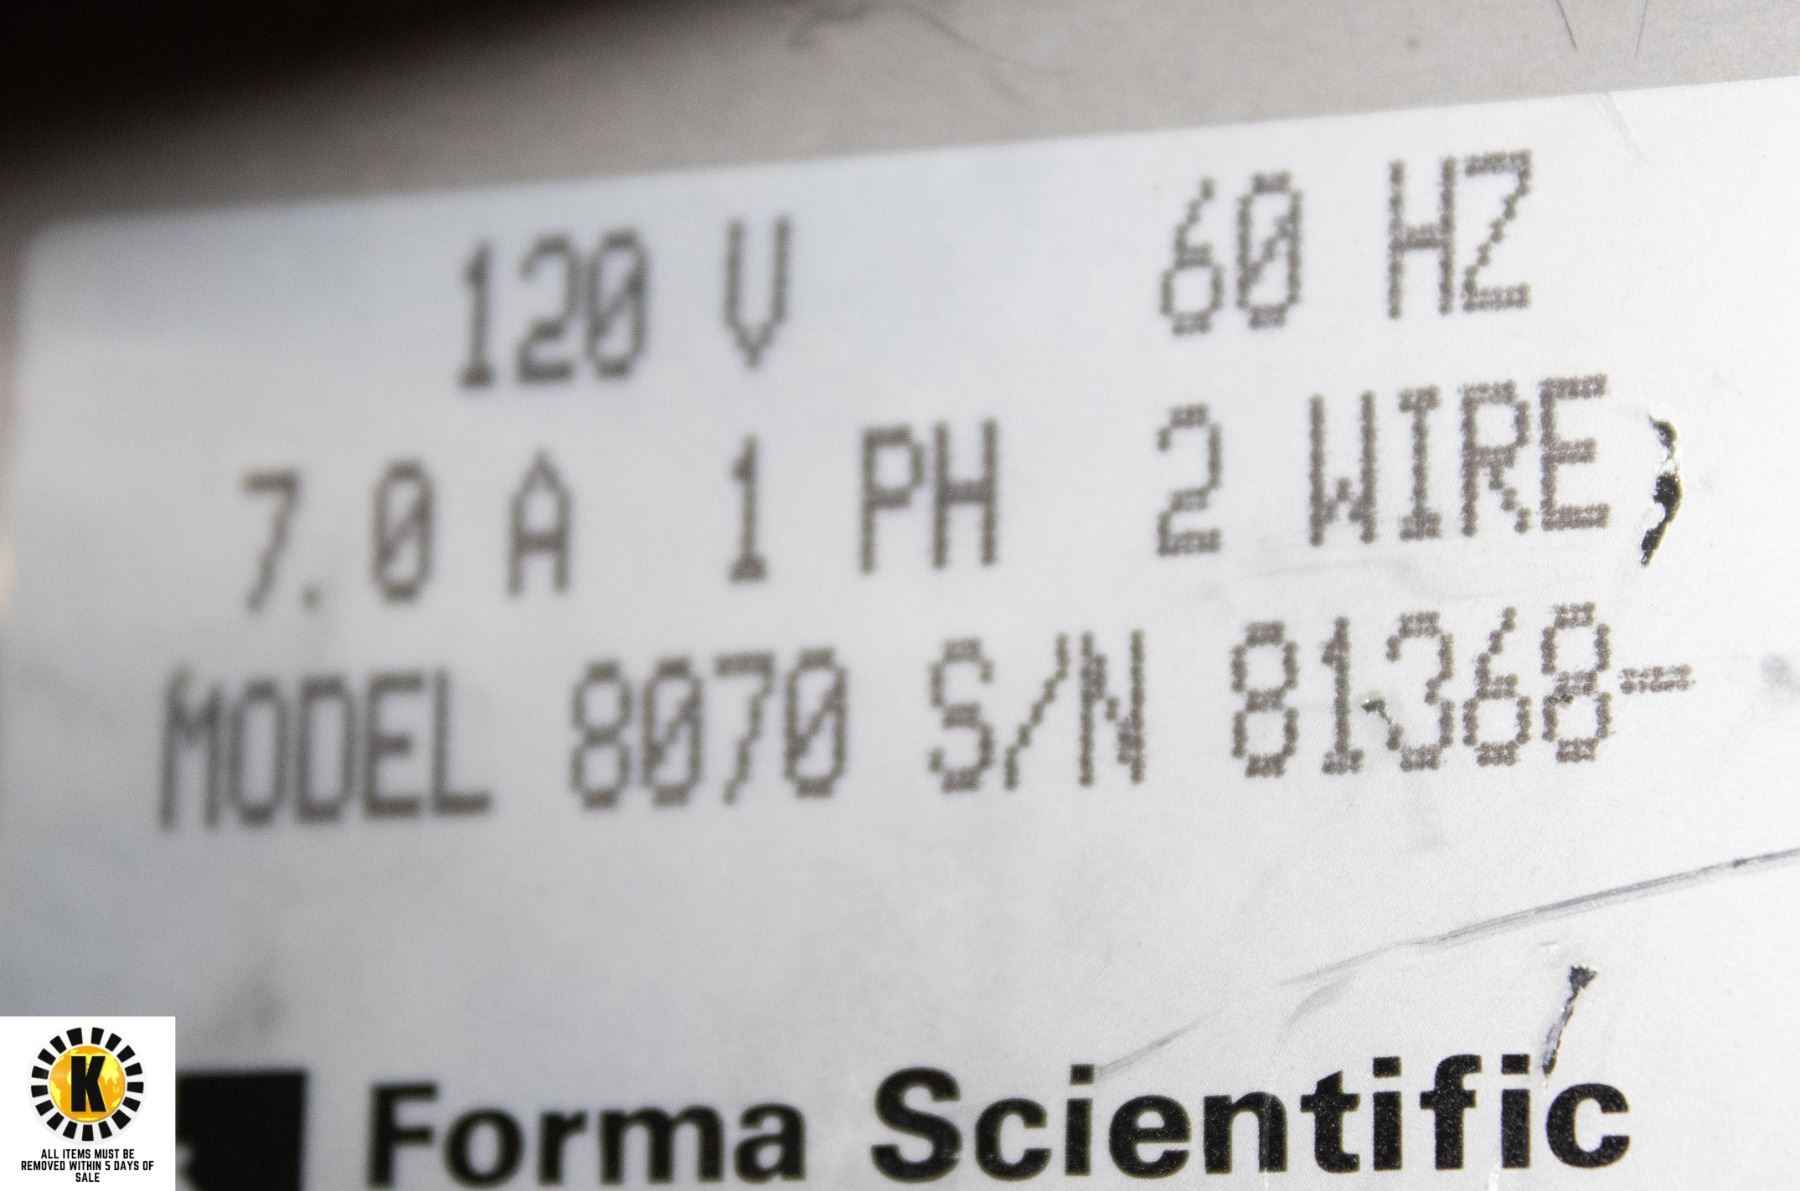 120 V 60 HZ
7.0 A 1 PH 2 WIRE
MODEL 8070 S/N 81368-
Forma Scientific
K
ALL ITEMS MUST BE
REMOVED WITHIN 5 DAYS OF
SALE